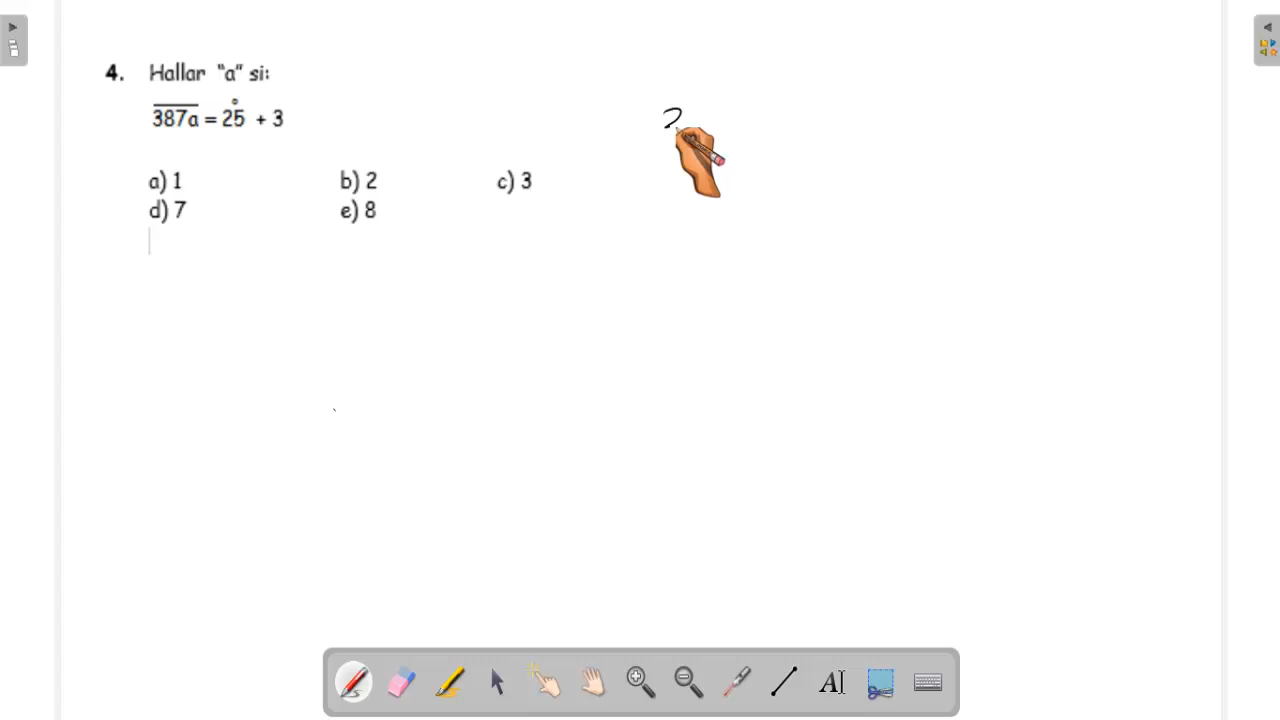 4. Hallar "a" si:
387a = 25 + 3
a) 1 b) 2 c) 3
d) 7 e) 8